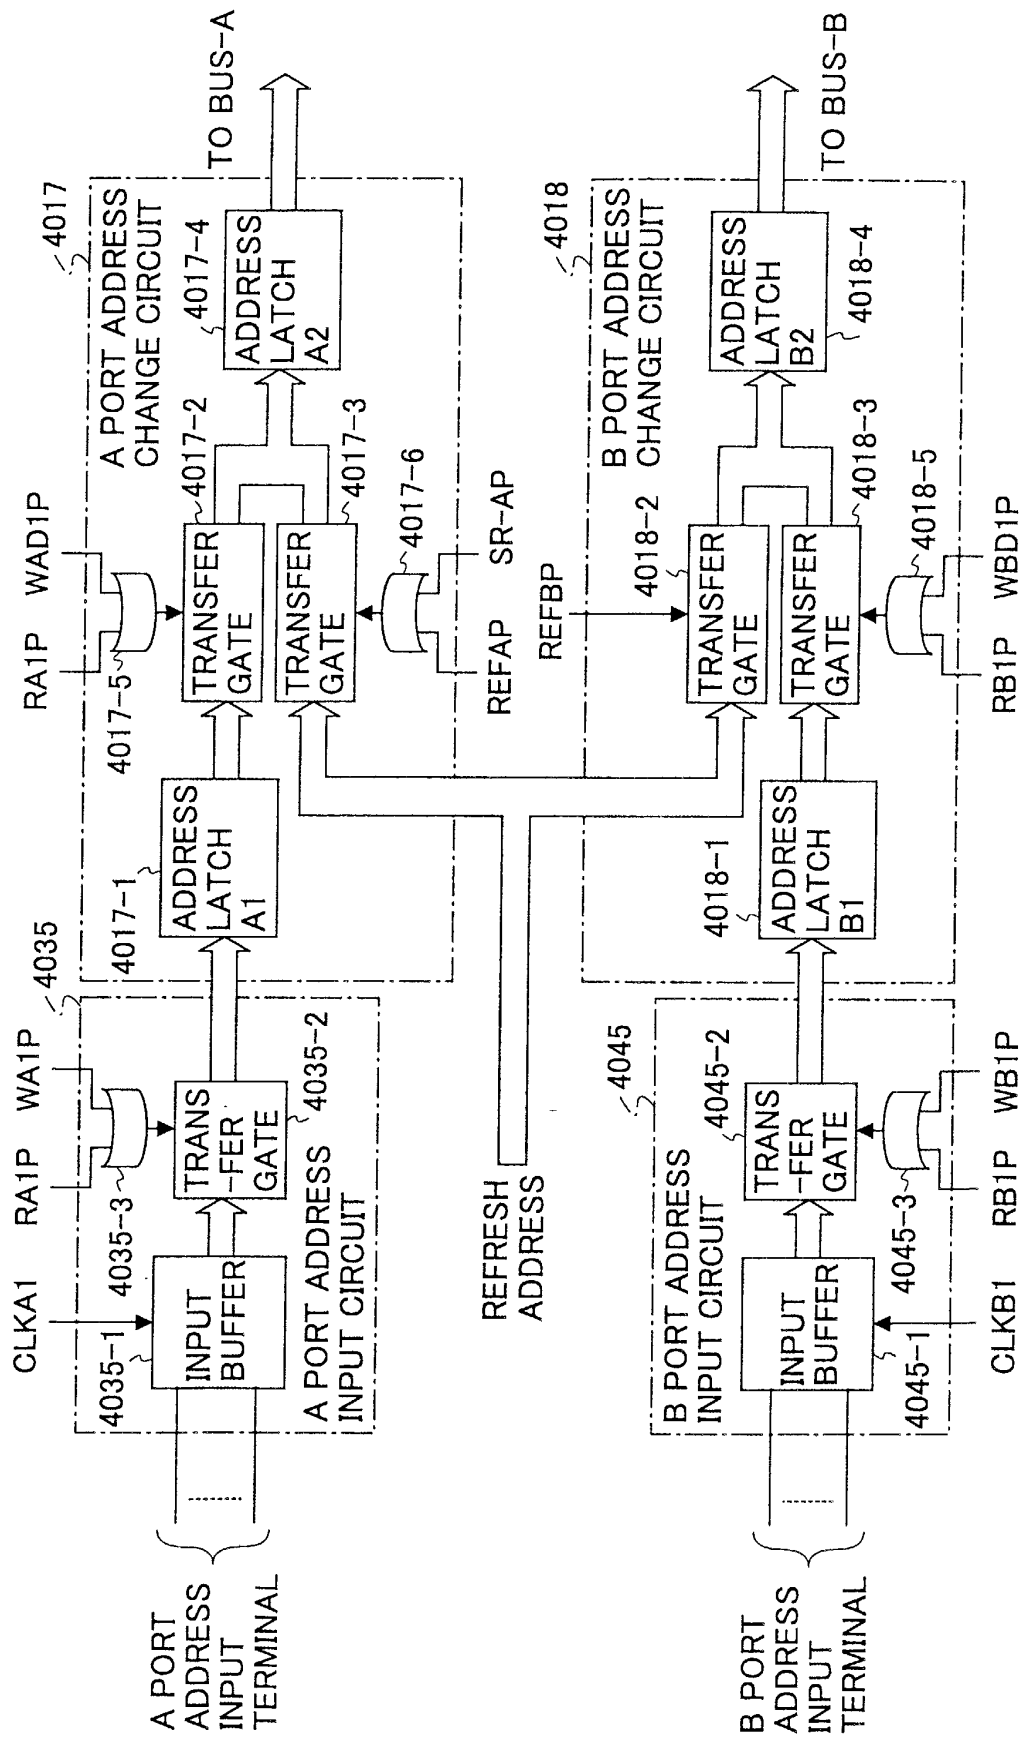 CLKA1
RA1P
WA1P
4035
RA1P
WAD1P
4017
A PORT ADDRESS
CHANGE CIRCUIT
TO BUS-A
4035-1
4035-3
4017-1
4017-5
4017-2
4017-4
A PORT
ADDRESS
INPUT
TERMINAL
INPUT
BUFFER
TRANS
-FER
GATE
ADDRESS
LATCH
A1
TRANSFER
GATE
ADDRESS
LATCH
A2
4035-2
TRANSFER
GATE
4017-3
A PORT ADDRESS
INPUT CIRCUIT
4017-6
REFAP
SR-AP
REFRESH
ADDRESS
REFBP
4018
B PORT ADDRESS
CHANGE CIRCUIT
TO BUS-B
4045
B PORT ADDRESS
INPUT CIRCUIT
4045-2
4018-1
4018-2
B PORT
ADDRESS
INPUT
TERMINAL
INPUT
BUFFER
TRANS
-FER
GATE
ADDRESS
LATCH
B1
TRANSFER
GATE
TRANSFER
GATE
ADDRESS
LATCH
B2
4018-3
4018-4
4045-1
4045-3
4018-5
CLKB1
RB1P
WB1P
RB1P
WBD1P